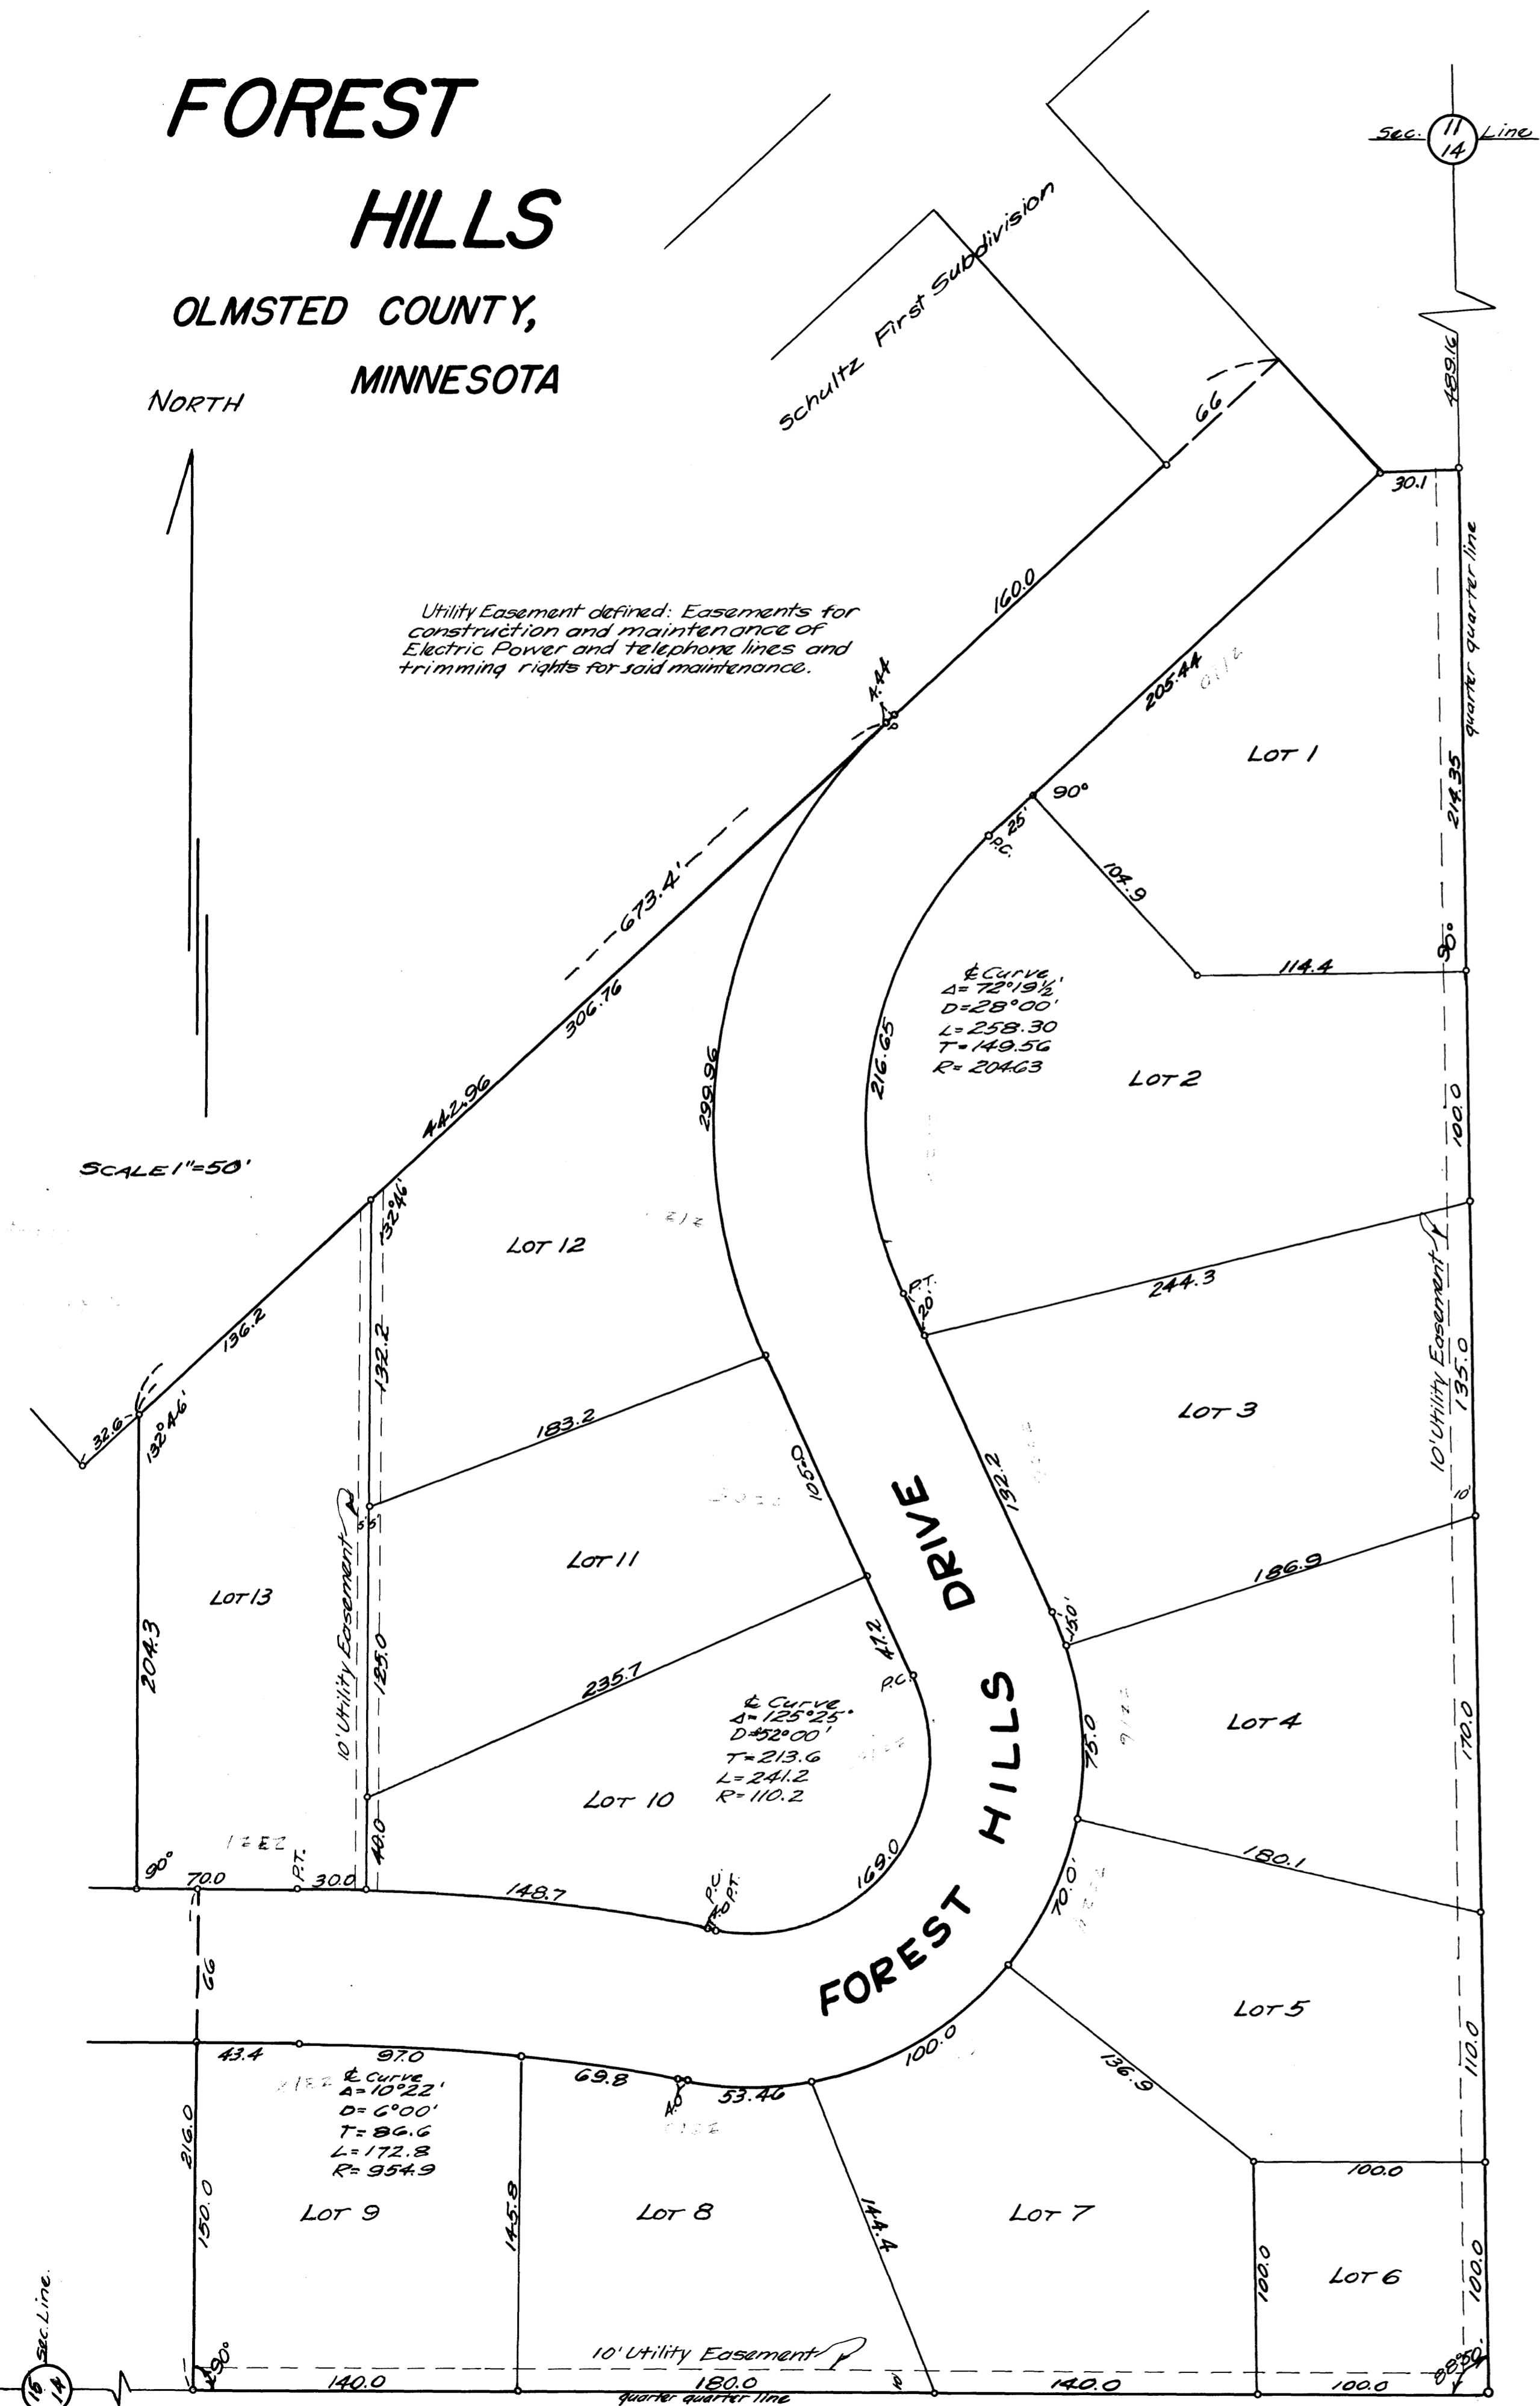 FOREST
HILLS
OLMSTED COUNTY,
MINNESOTA
NORTH
Sec. 11 Line
14
Schultz First Subdivision
489.16
66
30.1
quarter quarter line
160.0
Utility Easement defined: Easements for
construction and maintenance of
Electric Power and telephone lines and
trimming rights for said maintenance.
4.44
205.44
LOT 1
214.35
90°
25'
P.C.
104.9
90°
114.4
673.4'
306.76
442.96
299.96
216.65
℄ Curve
Δ= 72°19½'
D=28°00'
L=258.30
T=149.56
R= 204.63
LOT 2
100.0
SCALE 1"=50'
132°46'
LOT 12
P.T.
20'
244.3
10' Utility Easement
135.0
136.2
132.2
32.6
132°46'
183.2
105.0
LOT 3
132.2
10'
5' 5'
LOT 11
LOT 13
10' Utility Easement
204.3
125.0
DRIVE
186.9
15.0'
47.2
P.C.
235.7
℄ Curve
Δ=125°25'
D=52°00'
T=213.6
L=241.2
R=110.2
LOT 10
HILLS
75.0
LOT 4
170.0
40.0
169.0
180.1
90°
70.0
P.T.
30.0
148.7
P.C.
4.0 P.T.
70.0'
FOREST
66
LOT 5
110.0
43.4
97.0
69.8
4.0
53.46
100.0
136.9
℄ Curve
Δ=10°22'
D= 6°00'
T= 86.6
L=172.8
R= 954.9
216.0
150.0
LOT 9
145.8
LOT 8
144.4
LOT 7
100.0
100.0
LOT 6
100.0
Sec. Line.
15
14
90°
10' Utility Easement
10'
88°50'
140.0
180.0
140.0
100.0
quarter quarter line